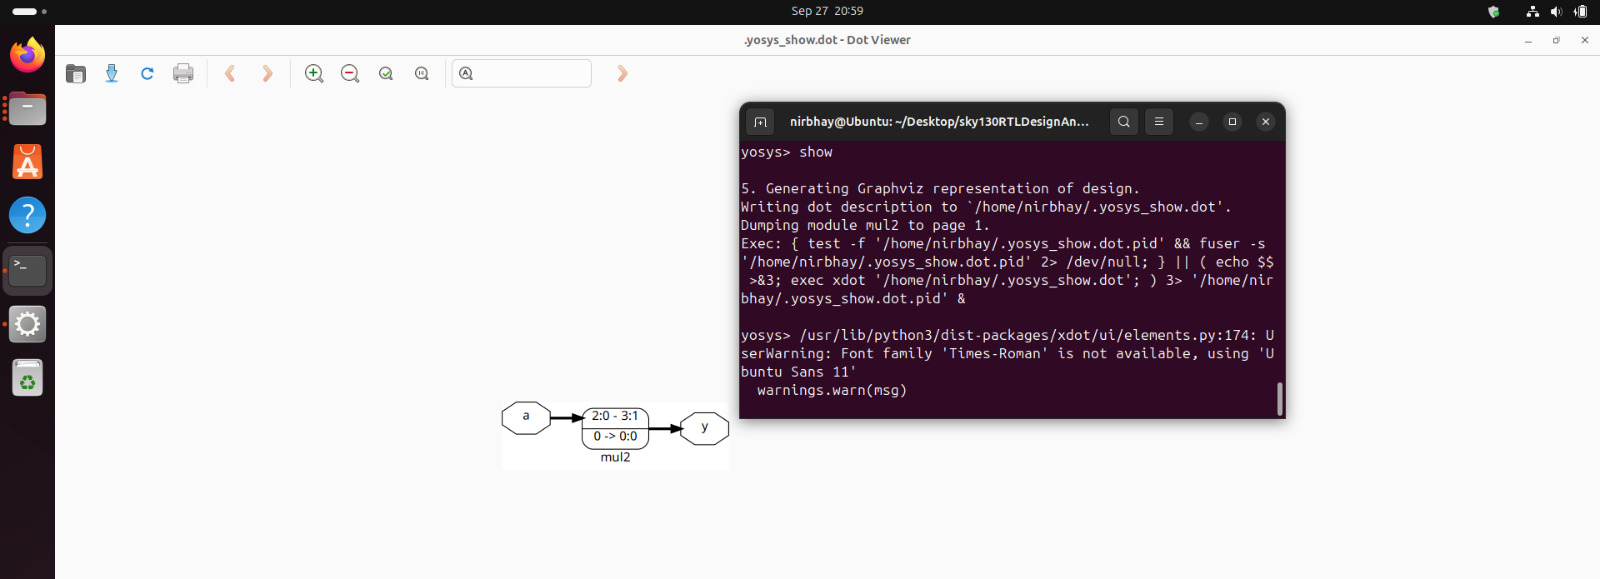 Sep 27 20:59
.yosys_show.dot - Dot Viewer
nirbhay@Ubuntu: ~/Desktop/sky130RTLDesignAn...
yosys> show
5. Generating Graphviz representation of design.
Writing dot description to `/home/nirbhay/.yosys_show.dot'.
Dumping module mul2 to page 1.
Exec: { test -f '/home/nirbhay/.yosys_show.dot.pid' && fuser -s
'/home/nirbhay/.yosys_show.dot.pid' 2> /dev/null; } || ( echo $$
>&3; exec xdot '/home/nirbhay/.yosys_show.dot'; ) 3> '/home/nir
bhay/.yosys_show.dot.pid' &
yosys> /usr/lib/python3/dist-packages/xdot/ui/elements.py:174: U
serWarning: Font family 'Times-Roman' is not available, using 'U
buntu Sans 11'
warnings.warn(msg)
a
2:0 - 3:1
0 -> 0:0
y
mul2